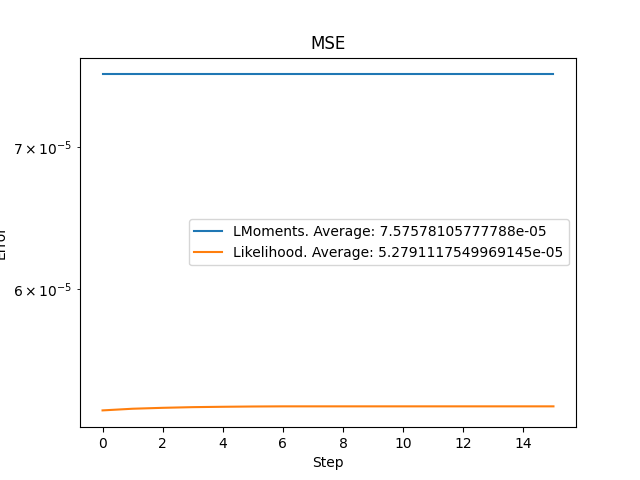 MSE
7 × 10⁻⁵
6 × 10⁻⁵
Error
LMoments. Average: 7.57578105777788e-05
Likelihood. Average: 5.2791117549969145e-05
0 2 4 6 8 10 12 14
Step